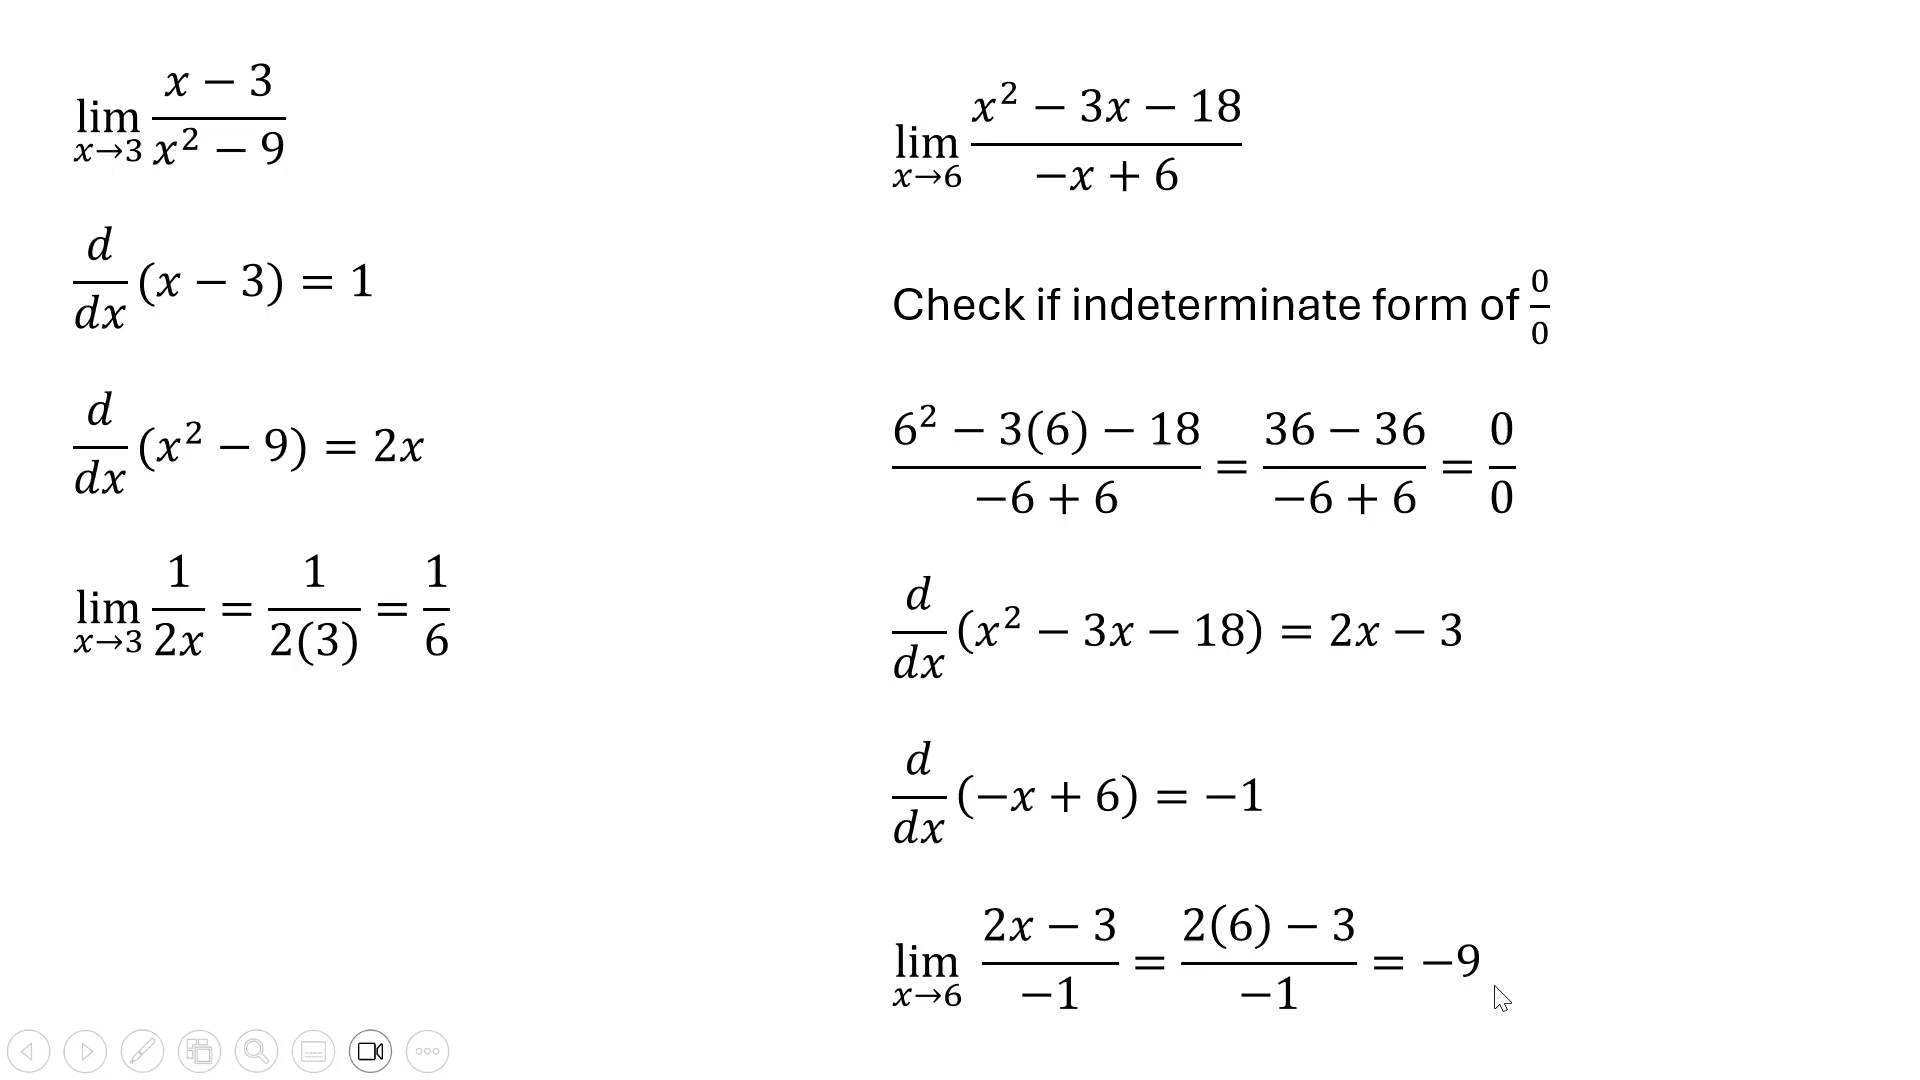 lim x→3 (x − 3)/(x² − 9)
d/dx (x − 3) = 1
d/dx (x² − 9) = 2x
lim x→3 1/2x = 1/2(3) = 1/6
lim x→6 (x² − 3x − 18)/(−x + 6)
Check if indeterminate form of 0/0
(6² − 3(6) − 18)/(−6 + 6) = (36 − 36)/(−6 + 6) = 0/0
d/dx (x² − 3x − 18) = 2x − 3
d/dx (−x + 6) = −1
lim x→6 (2x − 3)/−1 = (2(6) − 3)/−1 = −9